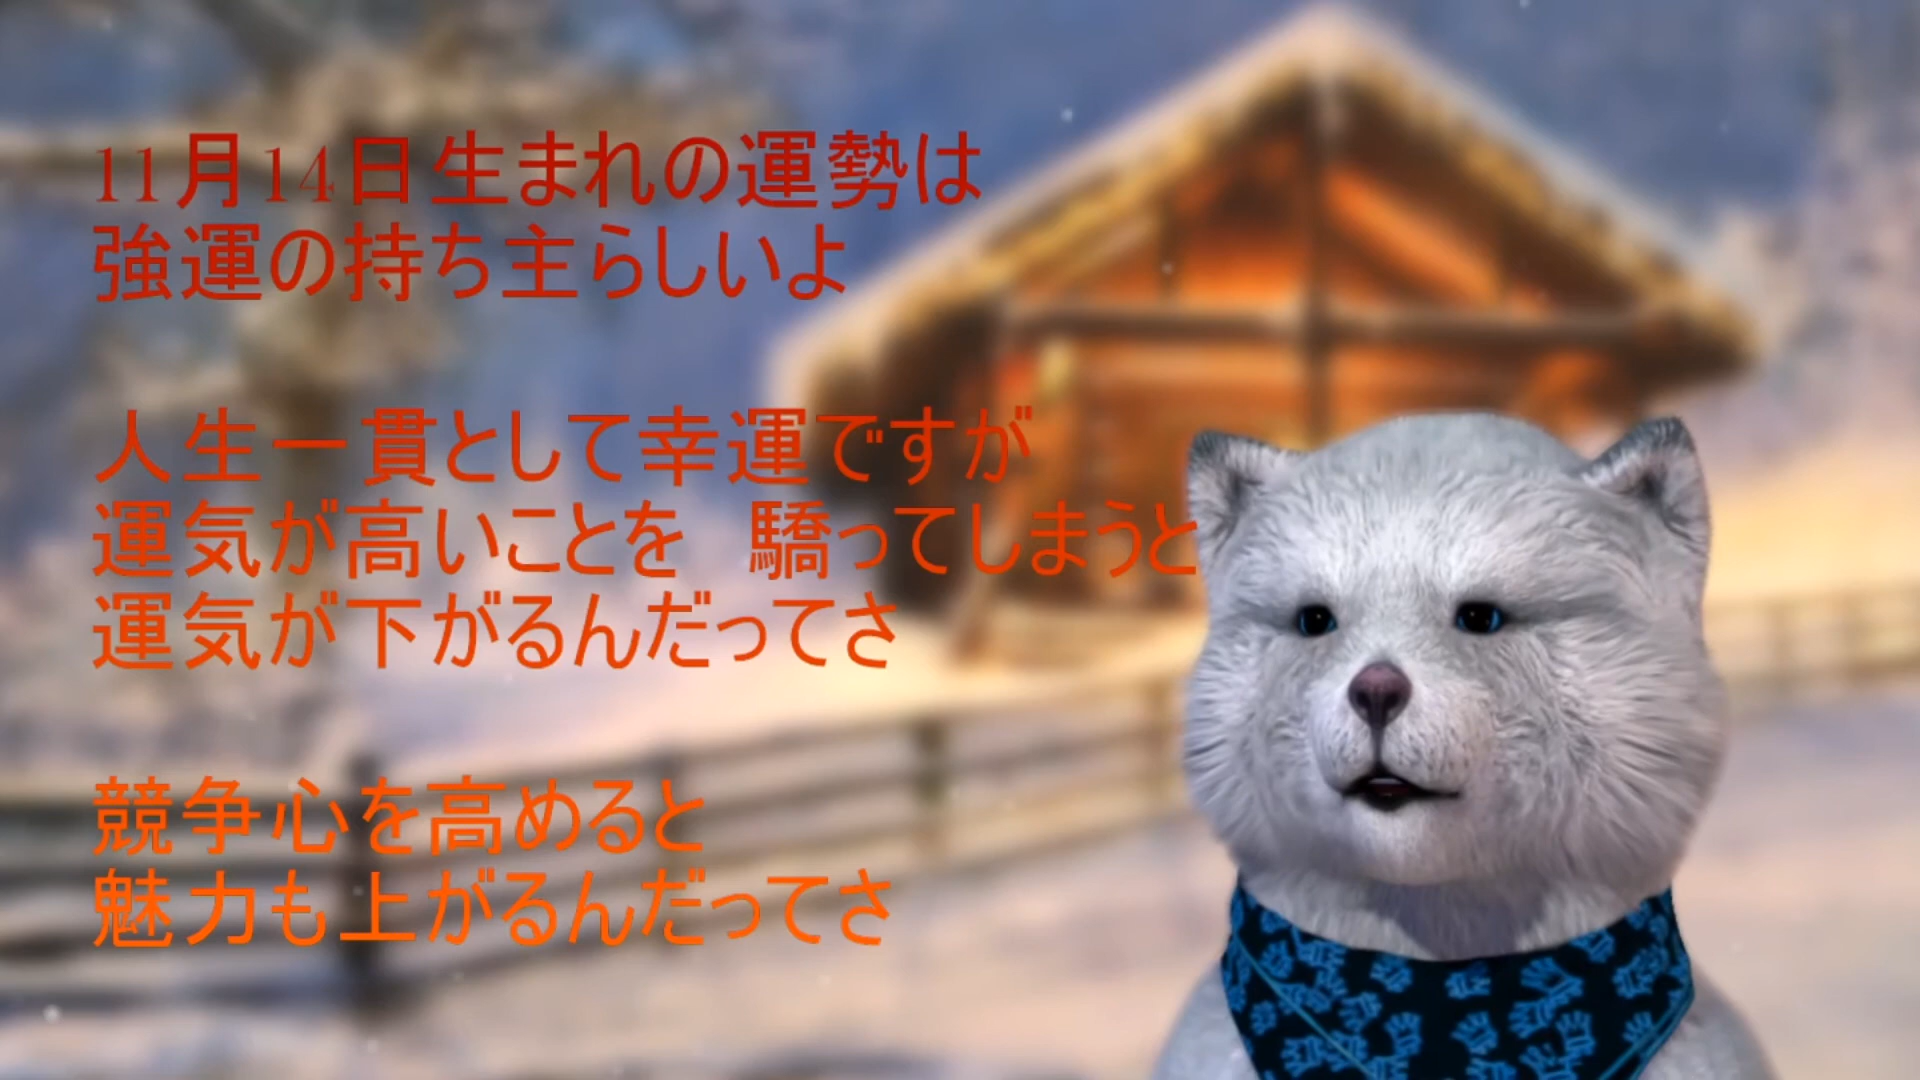 11月14日生まれの運勢は
強運の持ち主らしいよ
人生一貫として幸運ですが
運気が高いことを　驕ってしまうと
運気が下がるんだってさ
競争心を高めると
魅力も上がるんだってさ